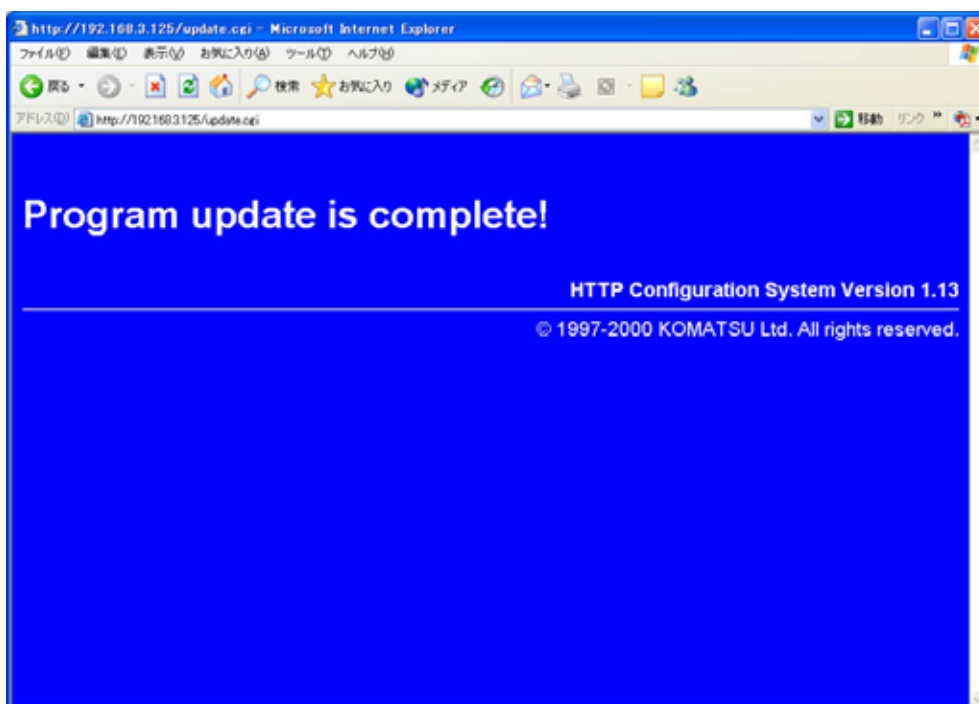 http://192.168.3.125/update.cgi - Microsoft Internet Explorer
ファイル(F) 編集(E) 表示(V) お気に入り(A) ツール(T) ヘルプ(H)
戻る 検索 お気に入り メディア
アドレス(D) http://192.168.3.125/update.cgi 移動 リンク »
Program update is complete!
HTTP Configuration System Version 1.13
© 1997-2000 KOMATSU Ltd. All rights reserved.